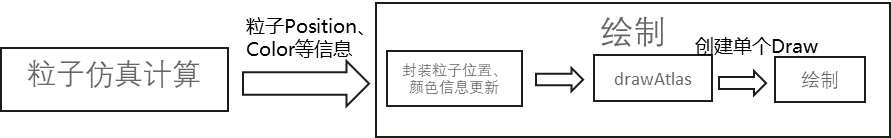 粒子仿真计算
粒子Position、
Color等信息
绘制
封装粒子位置、
颜色信息更新
drawAtlas
创建单个Draw
绘制